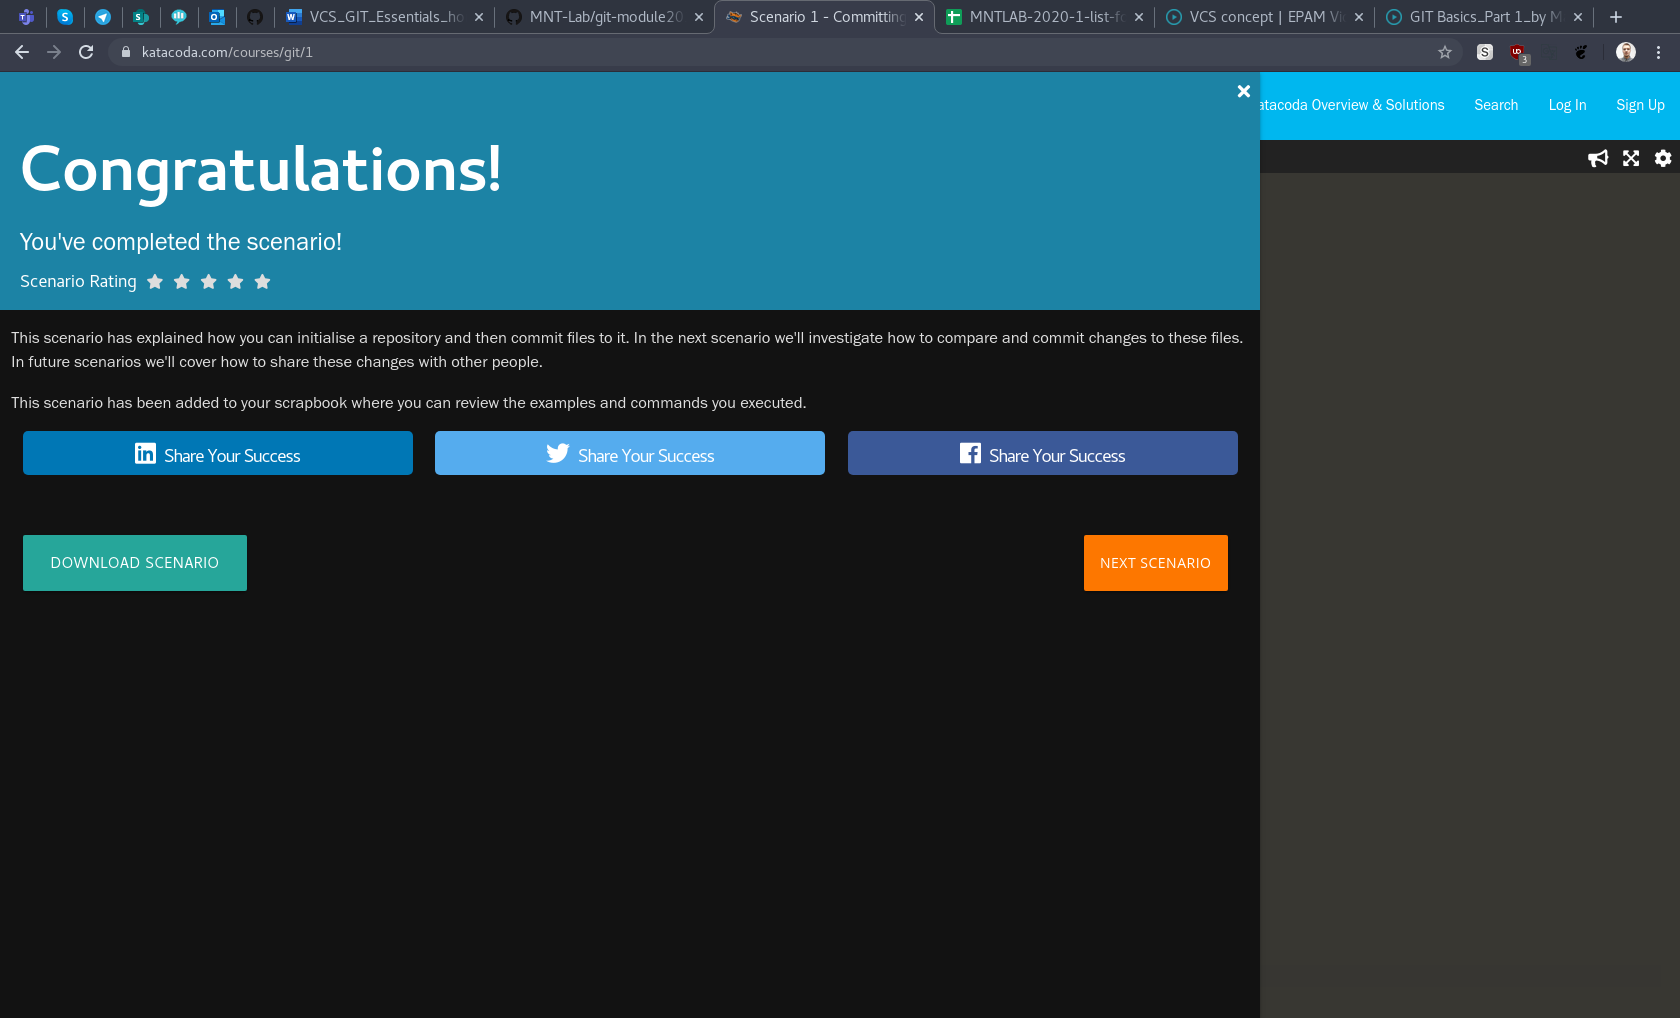 VCS_GIT_Essentials_ho
MNT-Lab/git-module20
Scenario 1 - Committing
MNTLAB-2020-1-list-fo
VCS concept | EPAM Vi
GIT Basics_Part 1_by M
katacoda.com/courses/git/1
S
3
Congratulations!
You've completed the scenario!
Scenario Rating
atacoda Overview & Solutions
Search
Log In
Sign Up
This scenario has explained how you can initialise a repository and then commit files to it. In the next scenario we'll investigate how to compare and commit changes to these files.
In future scenarios we'll cover how to share these changes with other people.
This scenario has been added to your scrapbook where you can review the examples and commands you executed.
Share Your Success
Share Your Success
Share Your Success
DOWNLOAD SCENARIO
NEXT SCENARIO